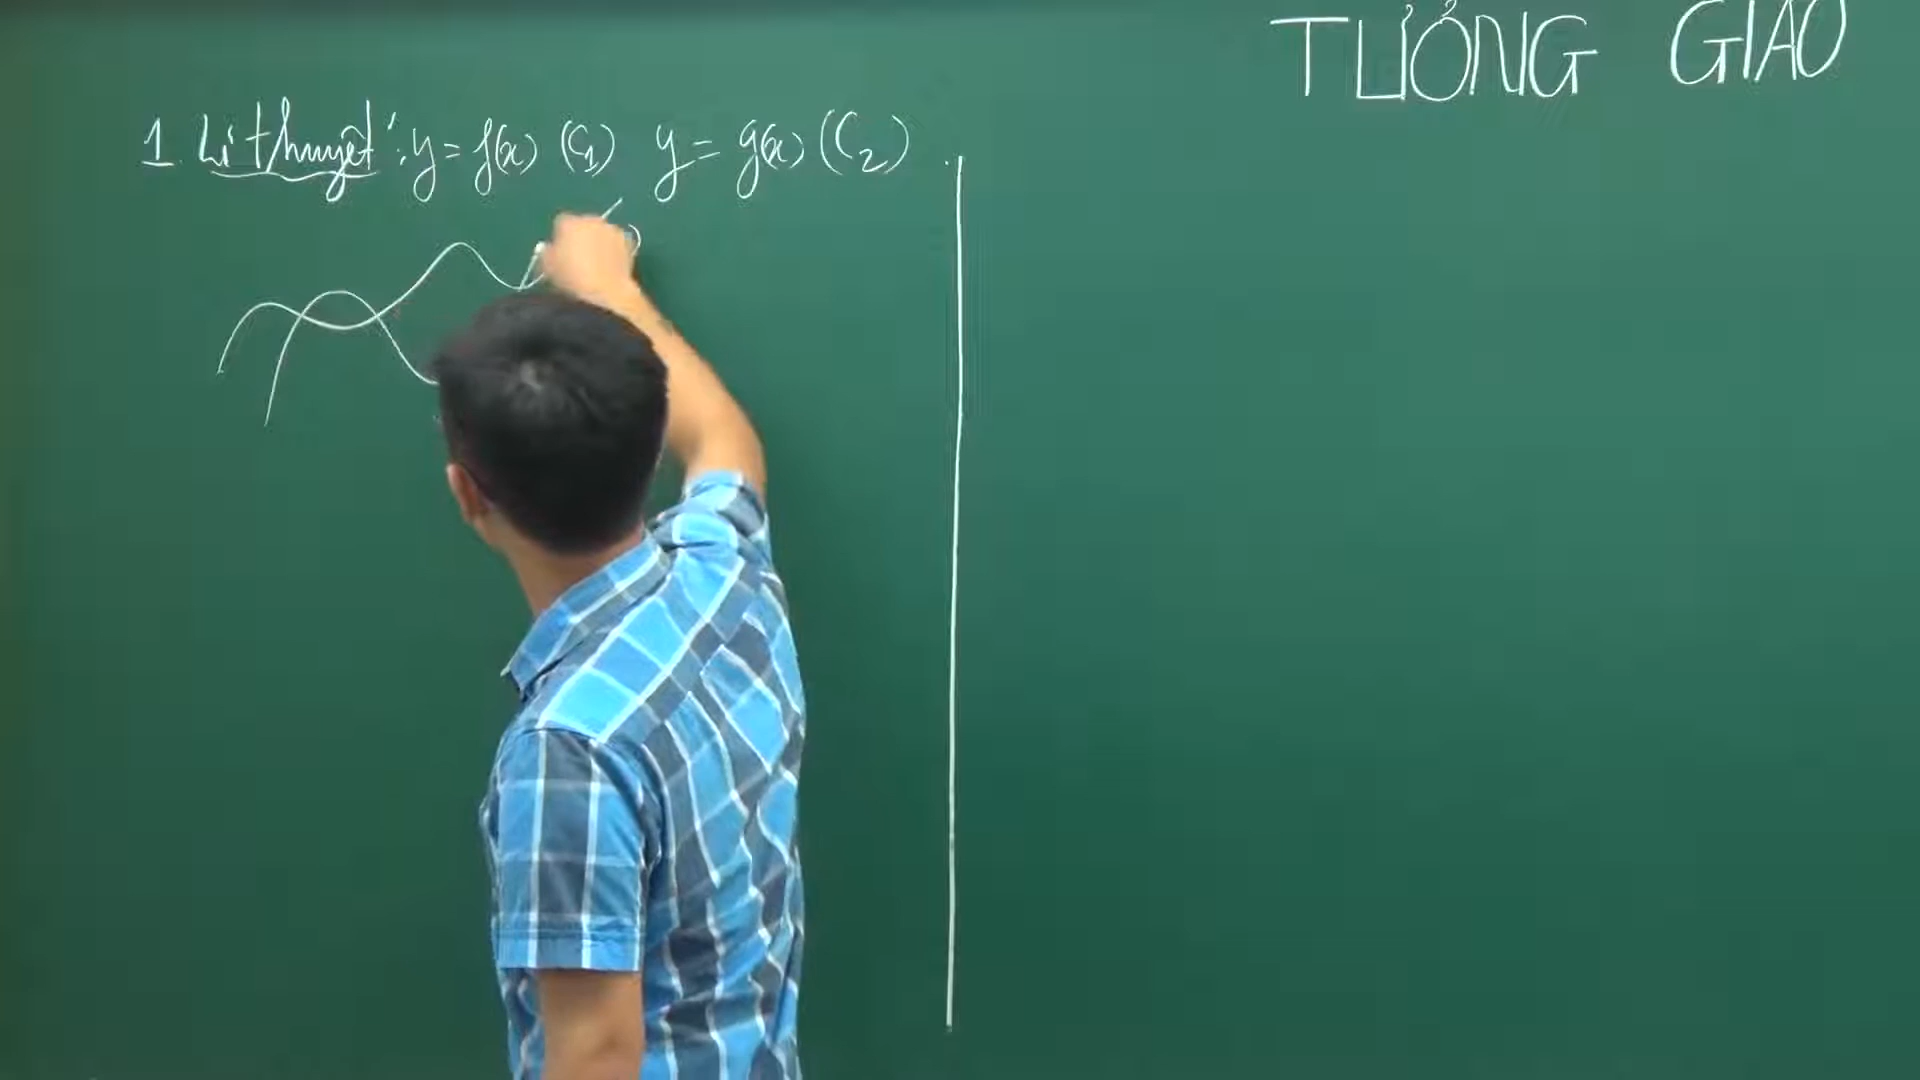 TƯƠNG GIAO
1. Lí thuyết: y = f(x) (C₁) y = g(x) (C₂)